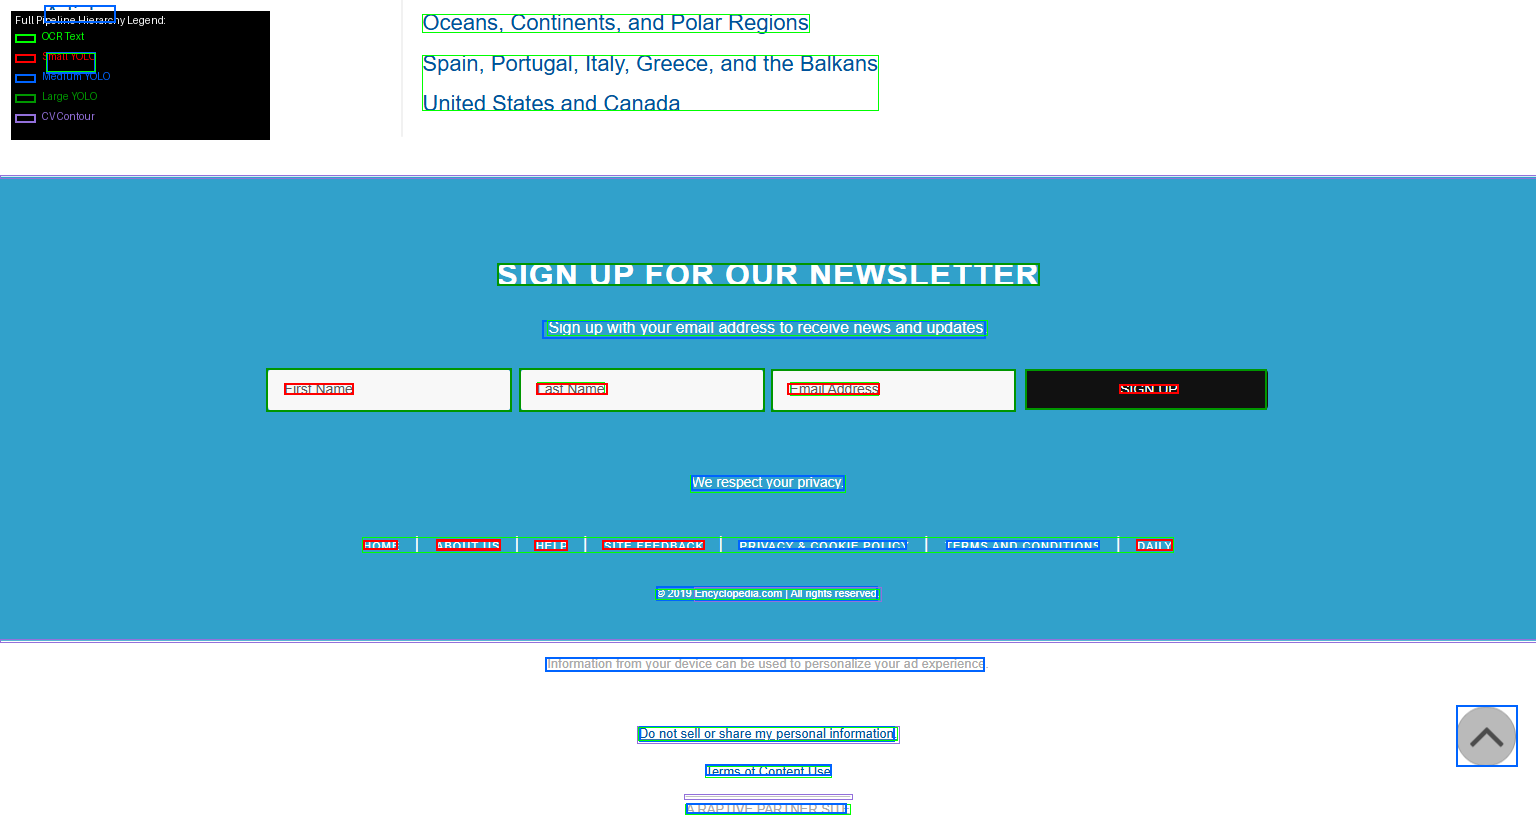 Full Pipeline Hierarchy Legend:
OCR Text
Small YOLO
Medium YOLO
Large YOLO
CV Contour
Oceans, Continents, and Polar Regions
Spain, Portugal, Italy, Greece, and the Balkans
United States and Canada
SIGN UP FOR OUR NEWSLETTER
Sign up with your email address to receive news and updates.
First Name
Last Name
Email Address
SIGN UP
We respect your privacy.
HOME | ABOUT US | HELP | SITE FEEDBACK | PRIVACY & COOKIE POLICY | TERMS AND CONDITIONS | DAILY
© 2019 Encyclopedia.com | All rights reserved.
Information from your device can be used to personalize your ad experience.
Do not sell or share my personal information.
Terms of Content Use
A RAPTIVE PARTNER SITE